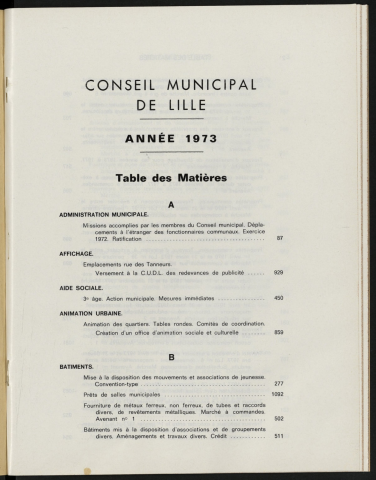 CONSEIL MUNICIPAL
DE LILLE
ANNÉE 1973
Table des Matières
A
ADMINISTRATION MUNICIPALE.
Missions accomplies par les membres du Conseil municipal. Dépla-
cements à l'étranger des fonctionnaires communaux. Exercice
1972. Ratification ........ 87
AFFICHAGE.
Emplacements rue des Tanneurs.
Versement à la C.U.D.L. des redevances de publicité ........ 929
AIDE SOCIALE.
3e âge. Action municipale. Mesures immédiates ........ 450
ANIMATION URBAINE.
Animation des quartiers. Tables rondes. Comités de coordination.
Création d'un office d'animation sociale et culturelle ........ 859
B
BATIMENTS.
Mise à la disposition des mouvements et associations de jeunesse.
Convention-type ........ 277
Prêts de salles municipales ........ 1092
Fourniture de métaux ferreux, non ferreux, de tubes et raccords
divers, de revêtements métalliques. Marché à commandes.
Avenant n° 1 ........ 502
Bâtiments mis à la disposition d'associations et de groupements
divers. Aménagements et travaux divers. Crédit ........ 511